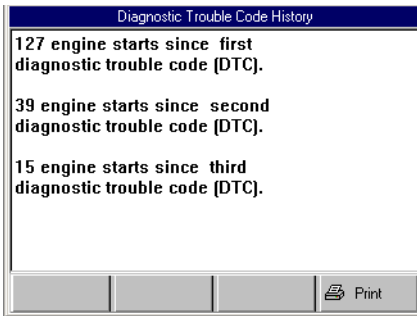 Diagnostic Trouble Code History
127 engine starts since first
diagnostic trouble code (DTC).
39 engine starts since second
diagnostic trouble code (DTC).
15 engine starts since third
diagnostic trouble code (DTC).
Print